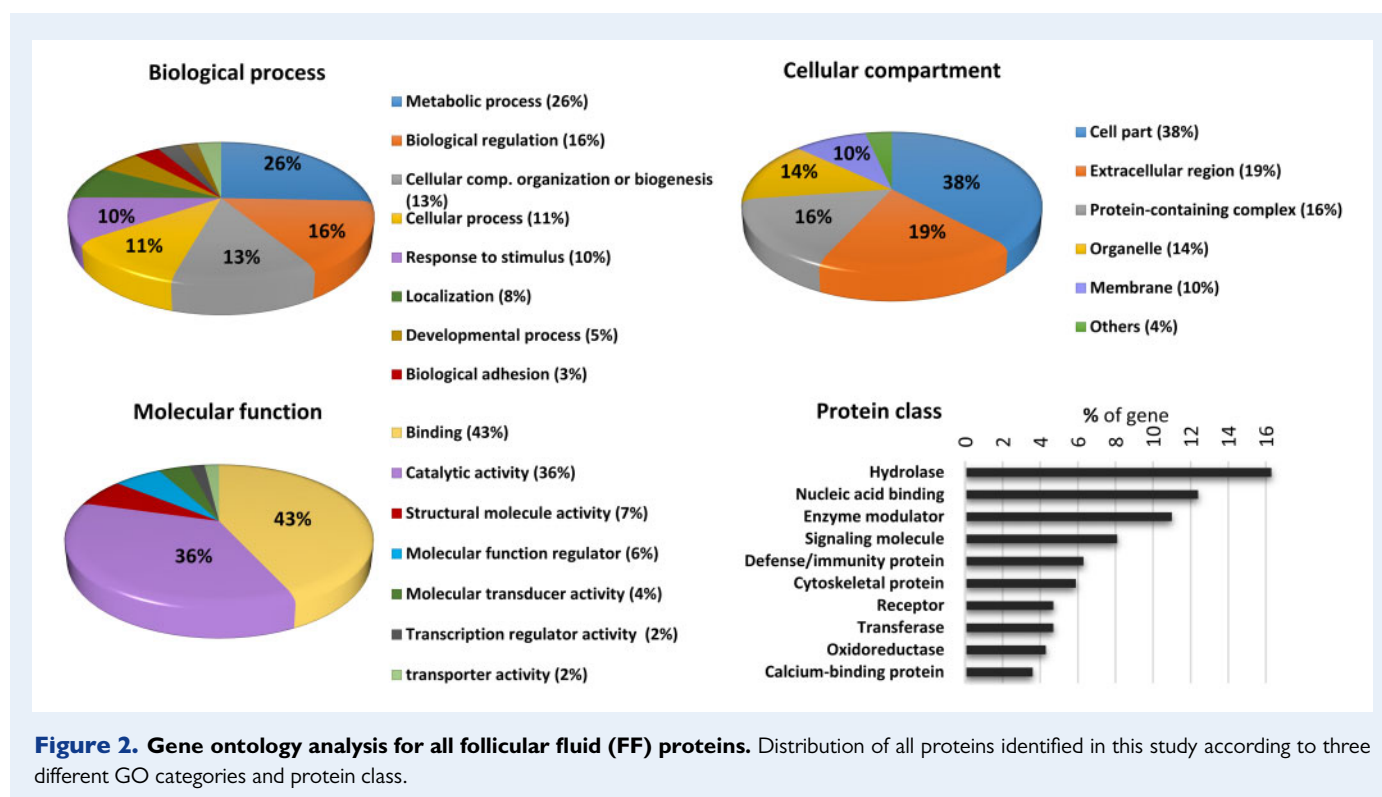 Biological process
26%
16%
13%
11%
10%
Metabolic process (26%)
Biological regulation (16%)
Cellular comp. organization or biogenesis
(13%)
Cellular process (11%)
Response to stimulus (10%)
Localization (8%)
Developmental process (5%)
Biological adhesion (3%)
Cellular compartment
38%
19%
16%
14%
10%
Cell part (38%)
Extracellular region (19%)
Protein-containing complex (16%)
Organelle (14%)
Membrane (10%)
Others (4%)
Molecular function
43%
36%
Binding (43%)
Catalytic activity (36%)
Structural molecule activity (7%)
Molecular function regulator (6%)
Molecular transducer activity (4%)
Transcription regulator activity (2%)
transporter activity (2%)
Protein class
% of gene
0 2 4 6 8 10 12 14 16
Hydrolase
Nucleic acid binding
Enzyme modulator
Signaling molecule
Defense/immunity protein
Cytoskeletal protein
Receptor
Transferase
Oxidoreductase
Calcium-binding protein
Figure 2. Gene ontology analysis for all follicular fluid (FF) proteins. Distribution of all proteins identified in this study according to three
different GO categories and protein class.